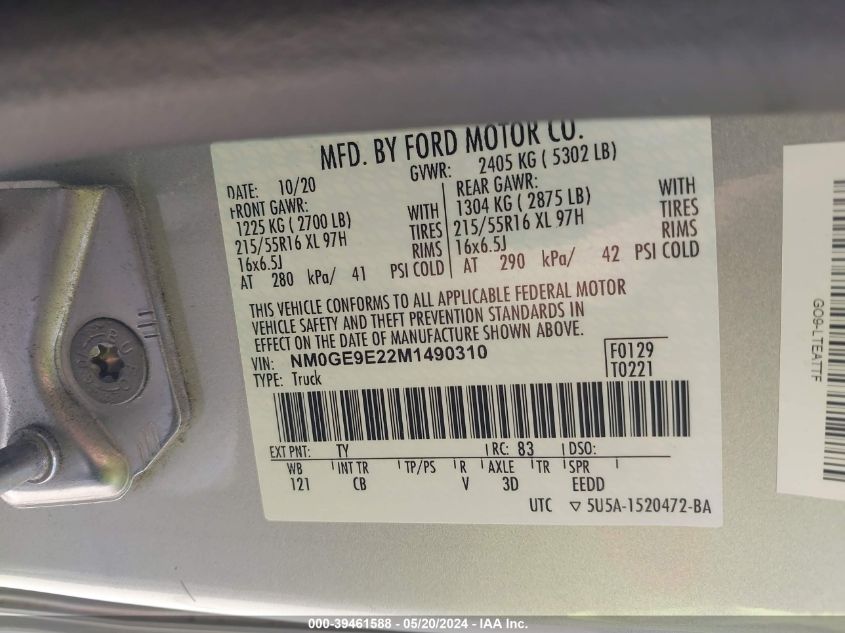 MFD. BY FORD MOTOR CO.
DATE: 10/20 GVWR: 2405 KG ( 5302 LB)
FRONT GAWR: REAR GAWR:
1225 KG ( 2700 LB) WITH 1304 KG ( 2875 LB) WITH
215/55R16 XL 97H TIRES 215/55R16 XL 97H TIRES
16x6.5J RIMS 16x6.5J RIMS
AT 280 kPa/ 41 PSI COLD AT 290 kPa/ 42 PSI COLD
THIS VEHICLE CONFORMS TO ALL APPLICABLE FEDERAL MOTOR
VEHICLE SAFETY AND THEFT PREVENTION STANDARDS IN
EFFECT ON THE DATE OF MANUFACTURE SHOWN ABOVE.
VIN: NM0GE9E22M1490310 F0129
TYPE: Truck T0221
EXT PNT: TY RC: 83 DSO:
WB INT TR TP/PS R AXLE TR SPR
121 CB V 3D EEDD
UTC ▽ 5U5A-1520472-BA
GO9-LTEATTF
000-39461588 - 05/20/2024 - IAA Inc.